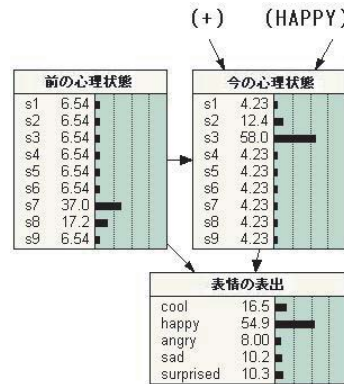 (+) (HAPPY)
前の心理状態
s1 6.54
s2 6.54
s3 6.54
s4 6.54
s5 6.54
s6 6.54
s7 37.0
s8 17.2
s9 6.54
今の心理状態
s1 4.23
s2 12.4
s3 58.0
s4 4.23
s5 4.23
s6 4.23
s7 4.23
s8 4.23
s9 4.23
表情の表出
cool 16.5
happy 54.9
angry 8.00
sad 10.2
surprised 10.3